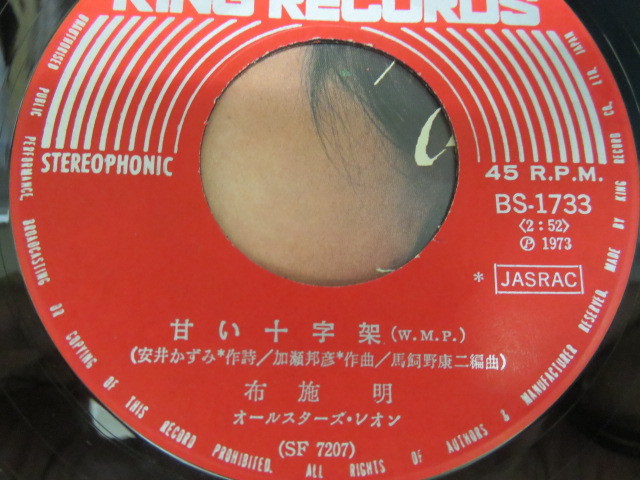 KING RECORDS
STEREOPHONIC
45 R.P.M.
BS-1733
〈2:52〉
Ⓟ 1973
* JASRAC
甘い十字架 (W.M.P.)
(安井かずみ*作詩/加瀬邦彦*作曲/馬飼野康二編曲)
布施 明
オールスターズ・レオン
(SF 7207)
UNAUTHORISED PUBLIC PERFORMANCE, BROADCASTING OR COPYING OF THIS RECORD PROHIBITED. ALL RIGHTS OF AUTHORS & MANUFACTURER RESERVED. MADE BY KING RECORD CO. LTD. JAPAN